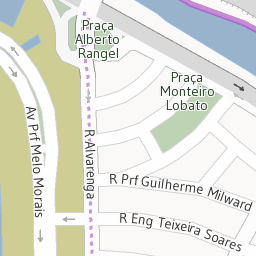 Praça
Alberto
Rangel
Praça
Monteiro
Lobato
Av Prf Melo Morais
R Alvarenga
R Prf Guilherme Milward
R Eng Teixeira Soares